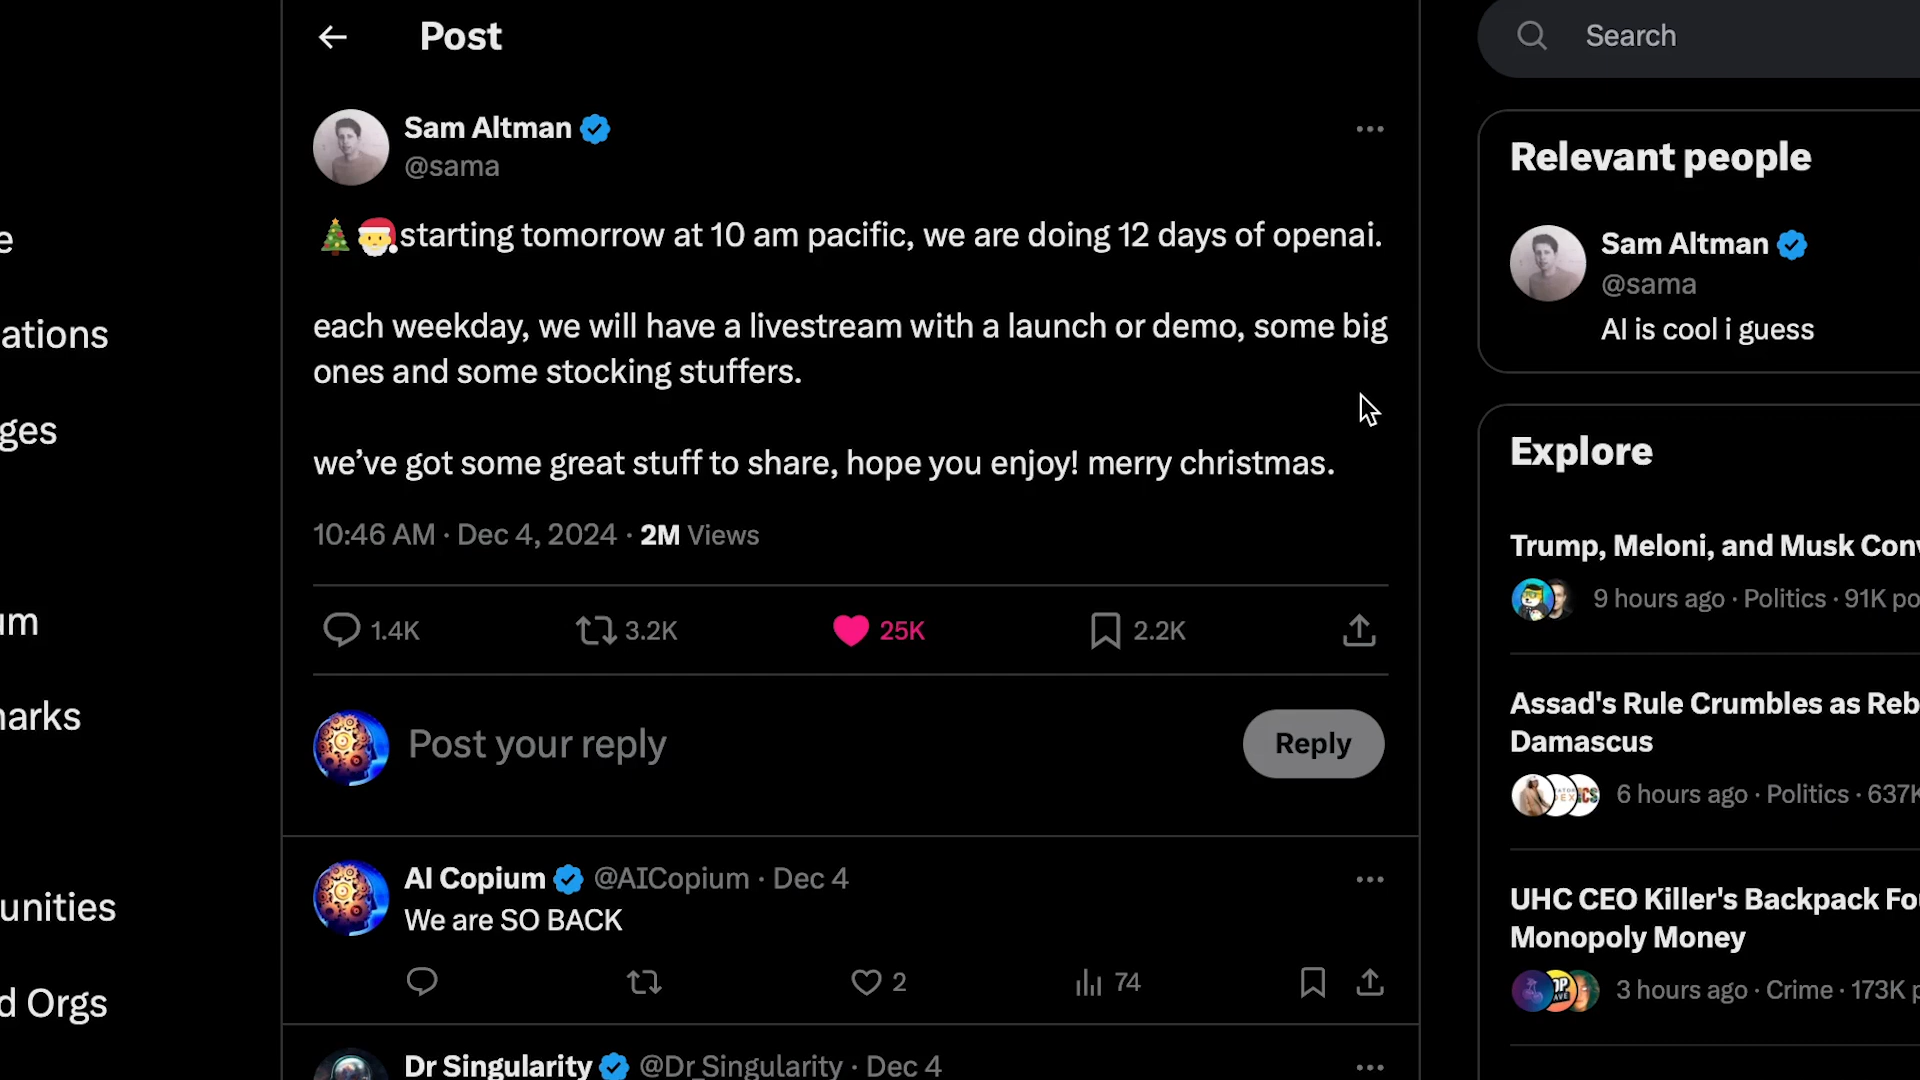 Post
Search
Sam Altman
@sama
🎄🎅starting tomorrow at 10 am pacific, we are doing 12 days of openai.
each weekday, we will have a livestream with a launch or demo, some big
ones and some stocking stuffers.
we’ve got some great stuff to share, hope you enjoy! merry christmas.
10:46 AM · Dec 4, 2024 · 2M Views
1.4K 3.2K 25K 2.2K
Post your reply
Reply
AI Copium @AICopium · Dec 4
We are SO BACK
2 74
Dr Singularity @Dr_Singularity · Dec 4
e
ations
ges
um
arks
unities
d Orgs
Relevant people
Sam Altman
@sama
AI is cool i guess
Explore
Trump, Meloni, and Musk Con
9 hours ago · Politics · 91K po
Assad's Rule Crumbles as Reb
Damascus
6 hours ago · Politics · 637K
UHC CEO Killer's Backpack Fo
Monopoly Money
3 hours ago · Crime · 173K p